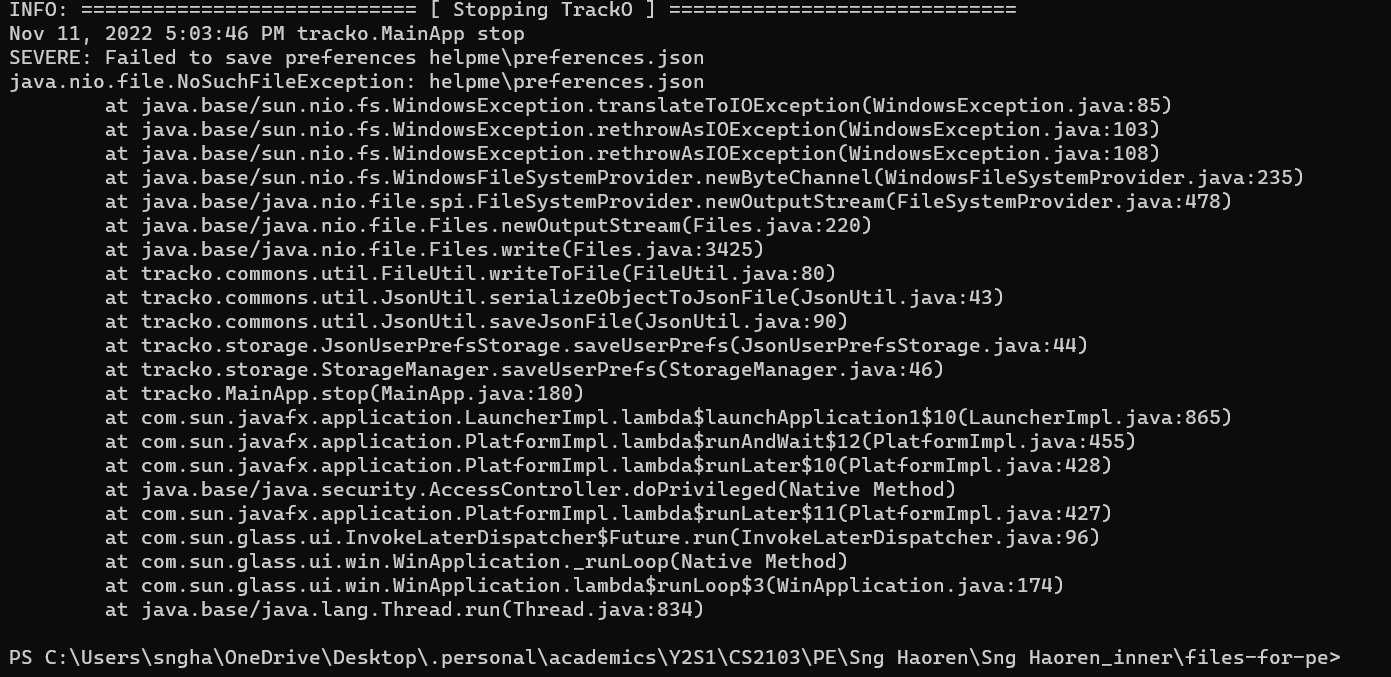 INFO: ============================ [ Stopping TrackO ] =============================
Nov 11, 2022 5:03:46 PM tracko.MainApp stop
SEVERE: Failed to save preferences helpme\preferences.json
java.nio.file.NoSuchFileException: helpme\preferences.json
        at java.base/sun.nio.fs.WindowsException.translateToIOException(WindowsException.java:85)
        at java.base/sun.nio.fs.WindowsException.rethrowAsIOException(WindowsException.java:103)
        at java.base/sun.nio.fs.WindowsException.rethrowAsIOException(WindowsException.java:108)
        at java.base/sun.nio.fs.WindowsFileSystemProvider.newByteChannel(WindowsFileSystemProvider.java:235)
        at java.base/java.nio.file.spi.FileSystemProvider.newOutputStream(FileSystemProvider.java:478)
        at java.base/java.nio.file.Files.newOutputStream(Files.java:220)
        at java.base/java.nio.file.Files.write(Files.java:3425)
        at tracko.commons.util.FileUtil.writeToFile(FileUtil.java:80)
        at tracko.commons.util.JsonUtil.serializeObjectToJsonFile(JsonUtil.java:43)
        at tracko.commons.util.JsonUtil.saveJsonFile(JsonUtil.java:90)
        at tracko.storage.JsonUserPrefsStorage.saveUserPrefs(JsonUserPrefsStorage.java:44)
        at tracko.storage.StorageManager.saveUserPrefs(StorageManager.java:46)
        at tracko.MainApp.stop(MainApp.java:180)
        at com.sun.javafx.application.LauncherImpl.lambda$launchApplication1$10(LauncherImpl.java:865)
        at com.sun.javafx.application.PlatformImpl.lambda$runAndWait$12(PlatformImpl.java:455)
        at com.sun.javafx.application.PlatformImpl.lambda$runLater$10(PlatformImpl.java:428)
        at java.base/java.security.AccessController.doPrivileged(Native Method)
        at com.sun.javafx.application.PlatformImpl.lambda$runLater$11(PlatformImpl.java:427)
        at com.sun.glass.ui.InvokeLaterDispatcher$Future.run(InvokeLaterDispatcher.java:96)
        at com.sun.glass.ui.win.WinApplication._runLoop(Native Method)
        at com.sun.glass.ui.win.WinApplication.lambda$runLoop$3(WinApplication.java:174)
        at java.base/java.lang.Thread.run(Thread.java:834)
PS C:\Users\sngha\OneDrive\Desktop\.personal\academics\Y2S1\CS2103\PE\Sng Haoren\Sng Haoren_inner\files-for-pe>